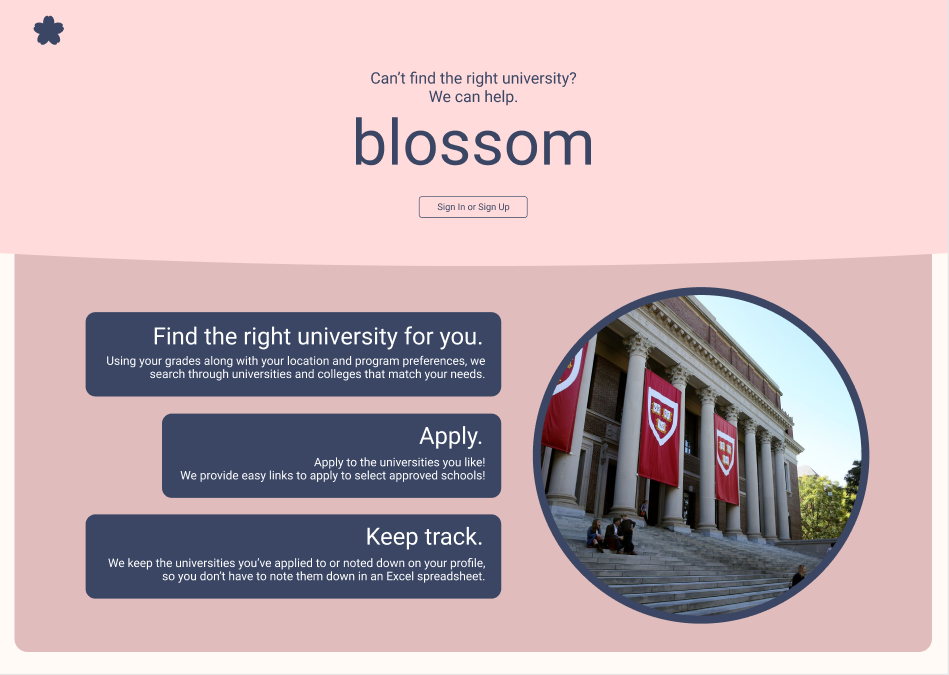 Can’t find the right university?
We can help.
blossom
Sign In or Sign Up
Find the right university for you.
Using your grades along with your location and program preferences, we
search through universities and colleges that match your needs.
Apply.
Apply to the universities you like!
We provide easy links to apply to select approved schools!
Keep track.
We keep the universities you’ve applied to or noted down on your profile,
so you don’t have to note them down in an Excel spreadsheet.